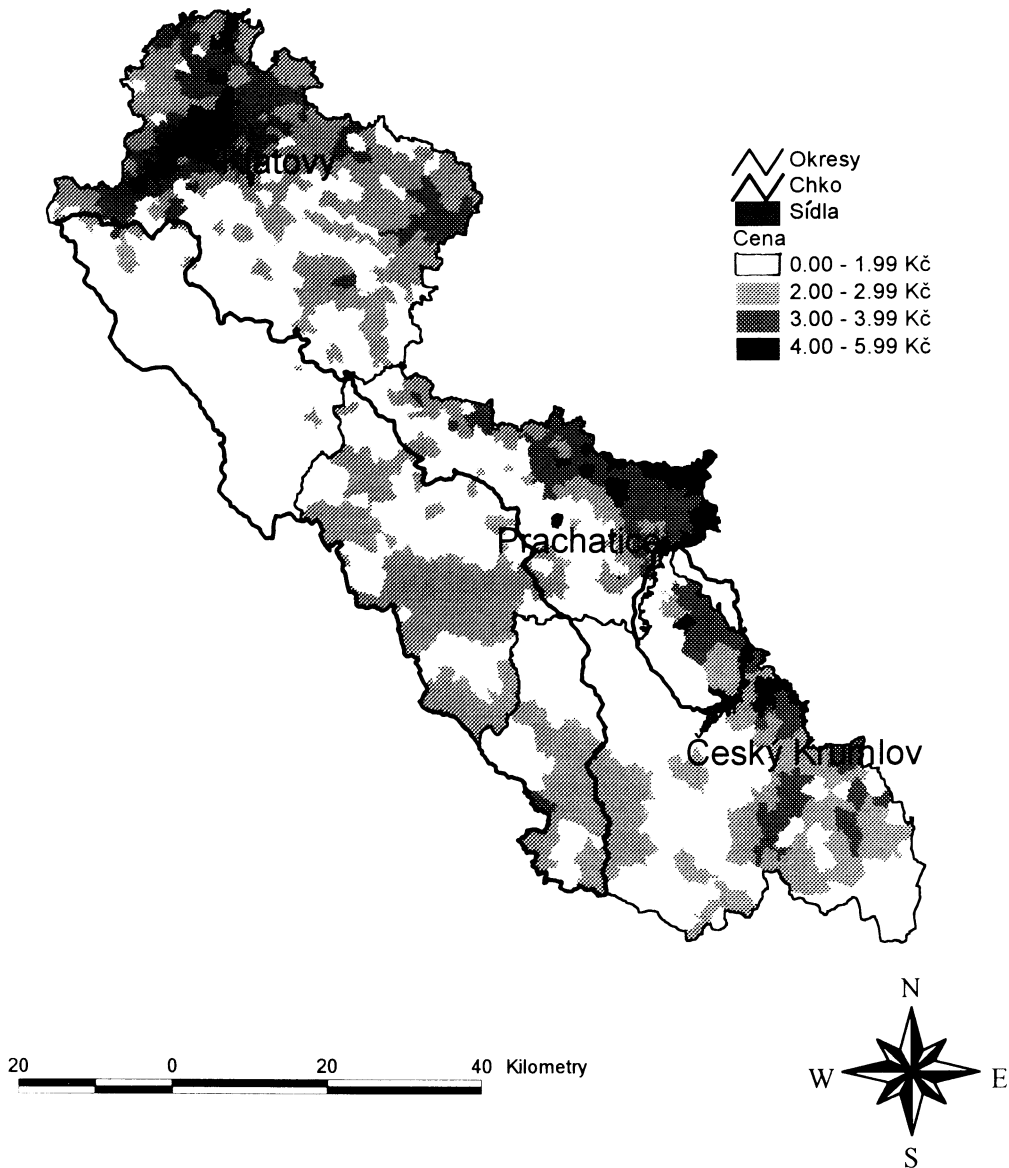 Okresy
Chko
Sídla
Cena
0.00 - 1.99 Kč
2.00 - 2.99 Kč
3.00 - 3.99 Kč
4.00 - 5.99 Kč
Prachatice
Český Krumlov
20 0 20 40 Kilometry
N
W E
S